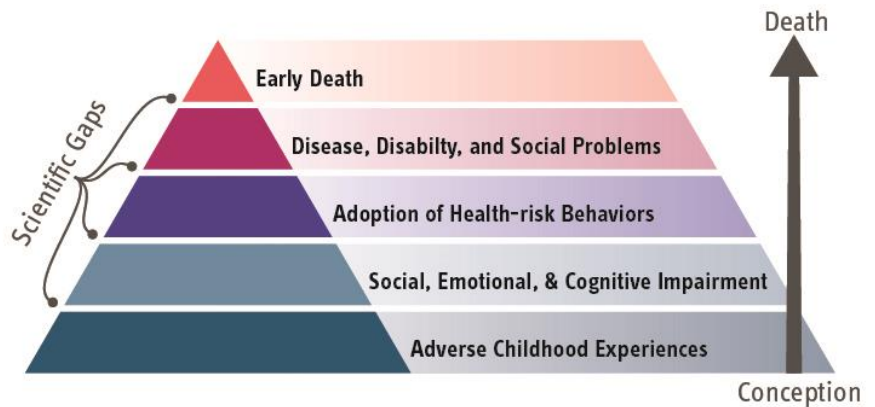 Death
Early Death
Scientific Gaps
Disease, Disabilty, and Social Problems
Adoption of Health-risk Behaviors
Social, Emotional, & Cognitive Impairment
Adverse Childhood Experiences
Conception